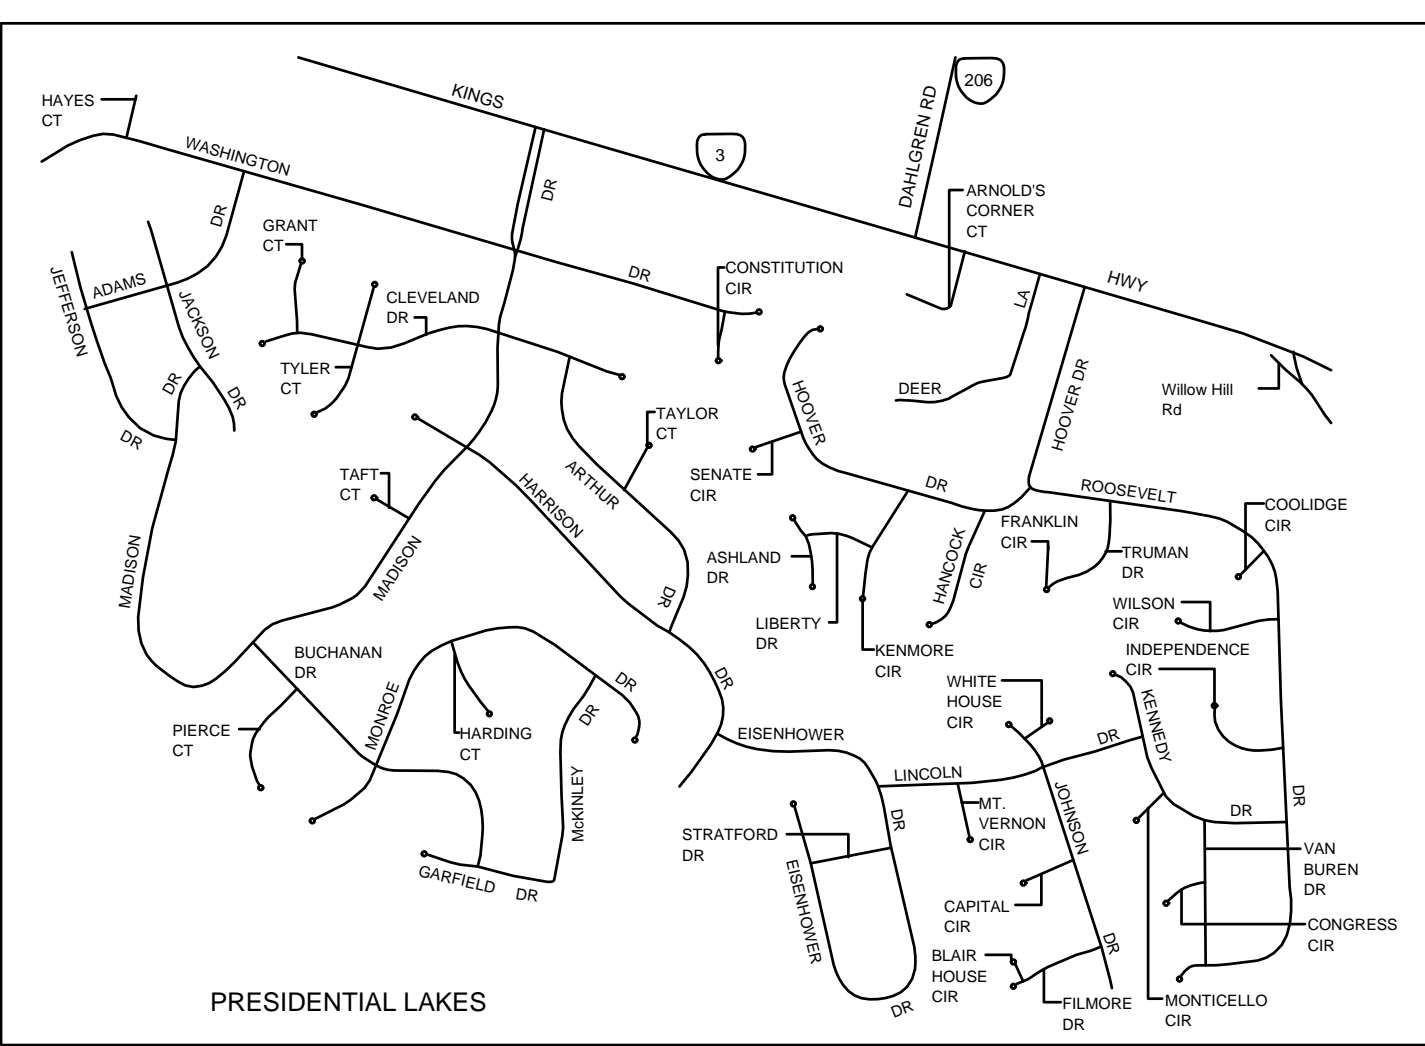 KINGS
206
HAYES
CT
DAHLGREN RD
WASHINGTON
3
DR
ARNOLD'S
CORNER
CT
DR
GRANT
CT
JEFFERSON
ADAMS
JACKSON
CLEVELAND
DR
DR
CONSTITUTION
CIR
HWY
LA
TYLER
CT
DR
DR
DR
HOOVER
DEER
HOOVER DR
Willow Hill
Rd
TAYLOR
CT
TAFT
CT
HARRISON
ARTHUR
SENATE
CIR
DR
ROOSEVELT
COOLIDGE
CIR
FRANKLIN
CIR
HANCOCK
CIR
TRUMAN
DR
ASHLAND
DR
MADISON
MADISON
DR
LIBERTY
DR
WILSON
CIR
KENMORE
CIR
INDEPENDENCE
CIR
BUCHANAN
DR
DR
DR
WHITE
HOUSE
CIR
KENNEDY
MONROE
DR
PIERCE
CT
HARDING
CT
EISENHOWER
DR
LINCOLN
McKINLEY
DR
JOHNSON
MT.
VERNON
CIR
DR
DR
STRATFORD
DR
VAN
BUREN
DR
EISENHOWER
GARFIELD
DR
CAPITAL
CIR
CONGRESS
CIR
DR
BLAIR
HOUSE
CIR
DR
FILMORE
DR
MONTICELLO
CIR
PRESIDENTIAL LAKES